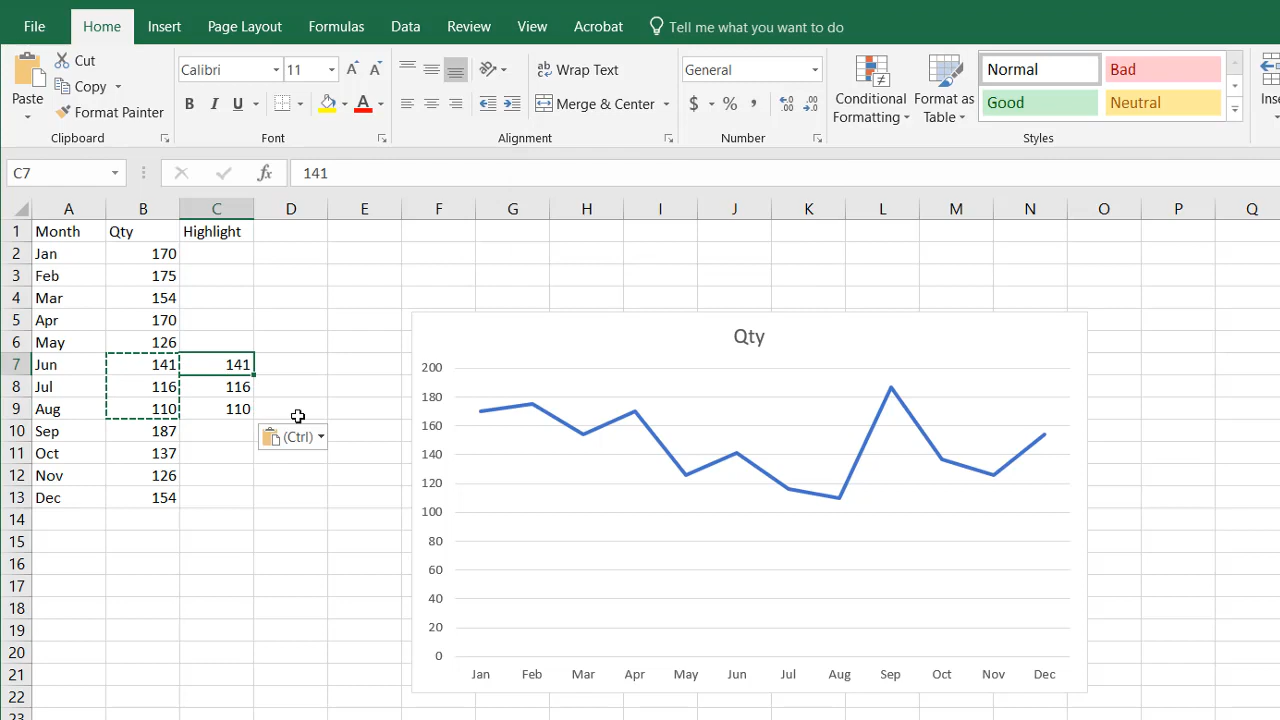 File Home Insert Page Layout Formulas Data Review View Acrobat Tell me what you want to do
Cut
Copy
Format Painter
Paste
Clipboard
Calibri 11
B I U A
Font
Wrap Text
Merge & Center
Alignment
General
$ % ,
Number
Conditional Formatting
Format as Table
Normal Bad
Good Neutral
Styles
C7 fx 141
A B C D E F G H I J K L M N O P Q
1 Month Qty Highlight
2 Jan 170
3 Feb 175
4 Mar 154
5 Apr 170
6 May 126
7 Jun 141 141
8 Jul 116 116
9 Aug 110 110
10 Sep 187
11 Oct 137
12 Nov 126
13 Dec 154
14
15
16
17
18
19
20
21
22
(Ctrl)
Qty
200
180
160
140
120
100
80
60
40
20
0
Jan Feb Mar Apr May Jun Jul Aug Sep Oct Nov Dec